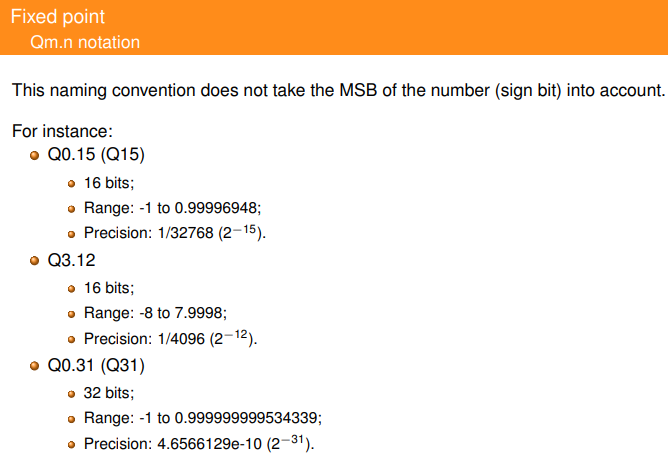 Fixed point
Qm.n notation
This naming convention does not take the MSB of the number (sign bit) into account.
For instance:
Q0.15 (Q15)
16 bits;
Range: -1 to 0.99996948;
Precision: 1/32768 (2⁻¹⁵).
Q3.12
16 bits;
Range: -8 to 7.9998;
Precision: 1/4096 (2⁻¹²).
Q0.31 (Q31)
32 bits;
Range: -1 to 0.999999999534339;
Precision: 4.6566129e-10 (2⁻³¹).